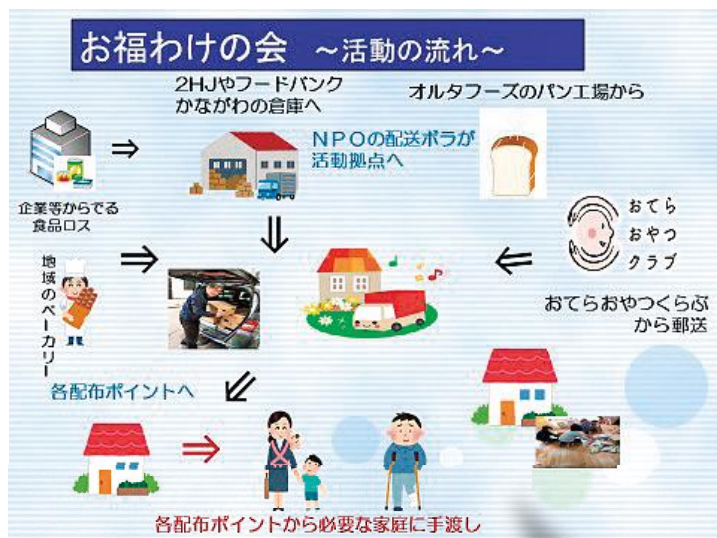 お福わけの会 ～活動の流れ～
2HJやフードバンク
かながわの倉庫へ
オルタフーズのパン工場から
NPOの配送ボラが
活動拠点へ
企業等からでる
食品ロス
おてら
おやつ
クラブ
地域のベーカリー
おてらおやつくらぶ
から郵送
各配布ポイントへ
各配布ポイントから必要な家庭に手渡し